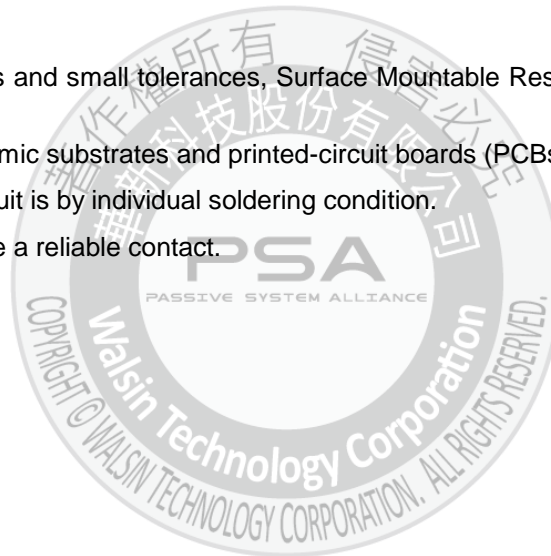 s and small tolerances, Surface Mountable Res
mic substrates and printed-circuit boards (PCBs
uit is by individual soldering condition.
e a reliable contact.
著作權所有 侵害必究
華新科技股份有限公司
PSA
PASSIVE SYSTEM ALLIANCE
Walsin Technology Corporation
COPYRIGHT © WALSIN TECHNOLOGY CORPORATION. ALL RIGHTS RESERVED.